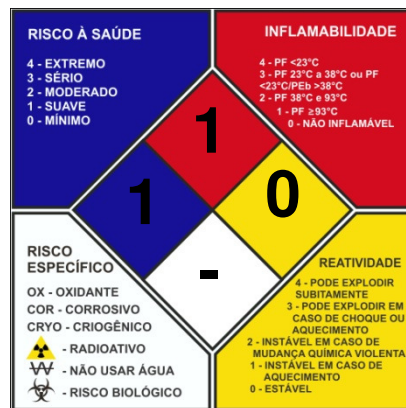 RISCO À SAÚDE
4 - EXTREMO
3 - SÉRIO
2 - MODERADO
1 - SUAVE
0 - MÍNIMO
INFLAMABILIDADE
4 - PF <23°C
3 - PF 23°C a 38°C ou PF
<23°C/PEb >38°C
2 - PF 38°C e 93°C
1 - PF ≥93°C
0 - NÃO INFLAMÁVEL
1
1
0
-
RISCO
ESPECÍFICO
OX - OXIDANTE
COR - CORROSIVO
CRYO - CRIOGÊNICO
- RADIOATIVO
W - NÃO USAR ÁGUA
- RISCO BIOLÓGICO
REATIVIDADE
4 - PODE EXPLODIR
SUBITAMENTE
3 - PODE EXPLODIR EM
CASO DE CHOQUE OU
AQUECIMENTO
2 - INSTÁVEL EM CASO DE
MUDANÇA QUÍMICA VIOLENTA
1 - INSTÁVEL EM CASO DE
AQUECIMENTO
0 - ESTÁVEL